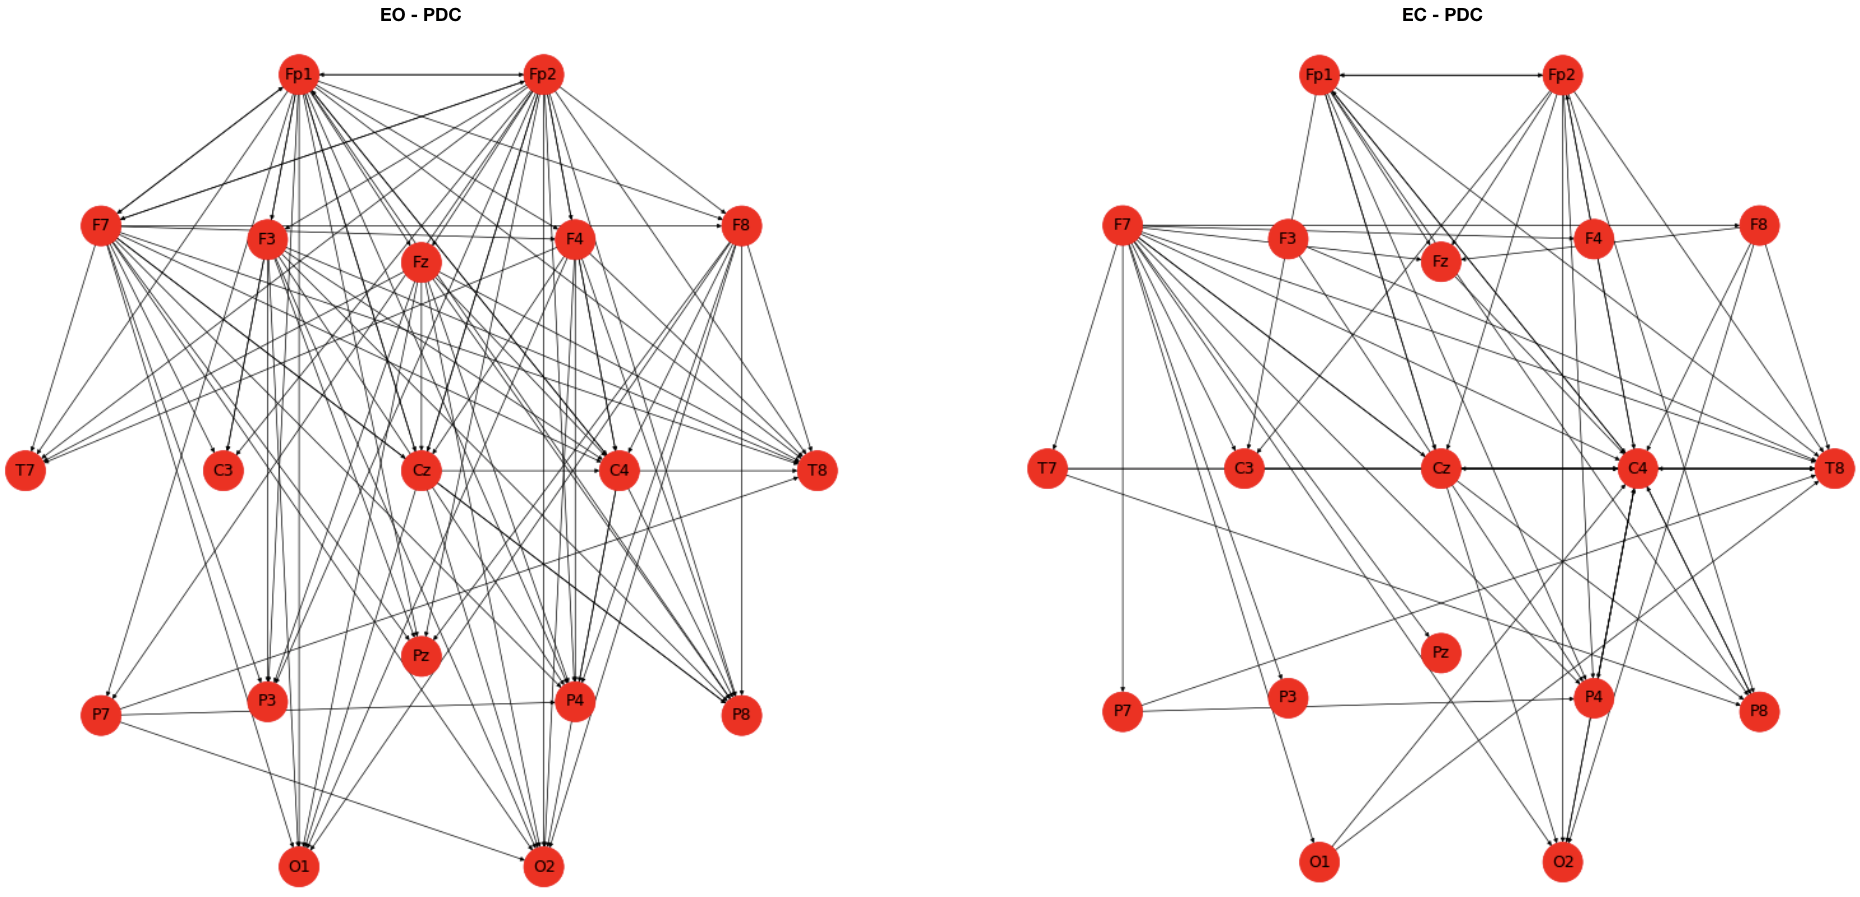 EO - PDC
Fp1 Fp2
F7 F3 Fz F4 F8
T7 C3 Cz C4 T8
Pz
P7 P3 P4 P8
O1 O2
EC - PDC
Fp1 Fp2
F7 F3 Fz F4 F8
T7 C3 Cz C4 T8
Pz
P7 P3 P4 P8
O1 O2